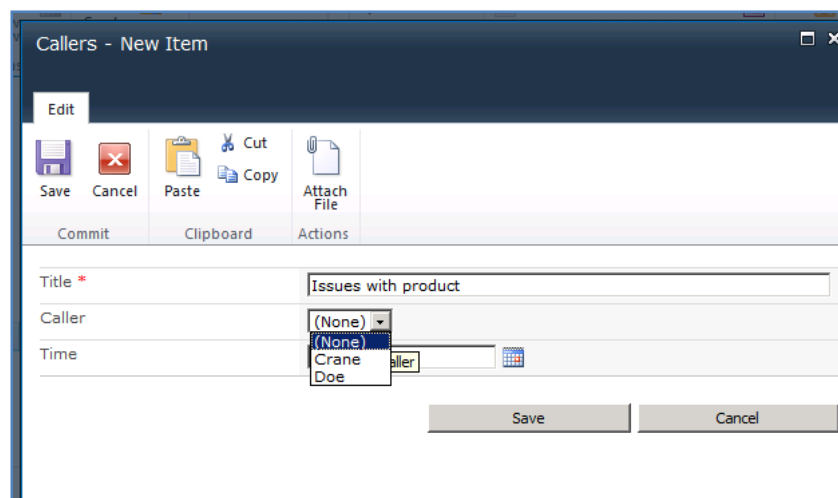 Callers - New Item
Edit
Save
Cancel
Paste
Cut
Copy
Attach
File
Commit
Clipboard
Actions
Title *
Issues with product
Caller
(None)
(None)
Crane
Doe
Time
aller
Save
Cancel